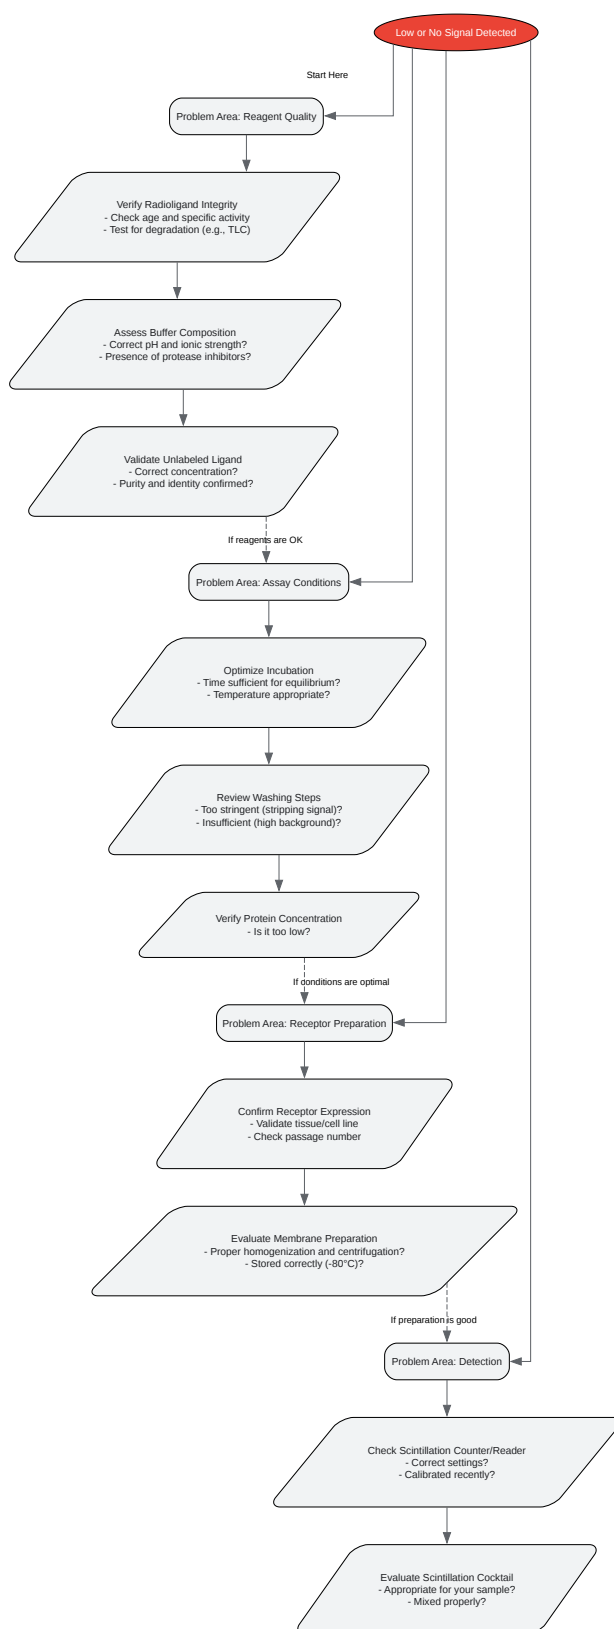 Low or No Signal Detected
Start Here
Problem Area: Reagent Quality
Verify Radioligand Integrity
- Check age and specific activity
- Test for degradation (e.g., TLC)
Assess Buffer Composition
- Correct pH and ionic strength?
- Presence of protease inhibitors?
Validate Unlabeled Ligand
- Correct concentration?
- Purity and identity confirmed?
If reagents are OK
Problem Area: Assay Conditions
Optimize Incubation
- Time sufficient for equilibrium?
- Temperature appropriate?
Review Washing Steps
- Too stringent (stripping signal)?
- Insufficient (high background)?
Verify Protein Concentration
- Is it too low?
If conditions are optimal
Problem Area: Receptor Preparation
Confirm Receptor Expression
- Validate tissue/cell line
- Check passage number
Evaluate Membrane Preparation
- Proper homogenization and centrifugation?
- Stored correctly (-80°C)?
If preparation is good
Problem Area: Detection
Check Scintillation Counter/Reader
- Correct settings?
- Calibrated recently?
Evaluate Scintillation Cocktail
- Appropriate for your sample?
- Mixed properly?